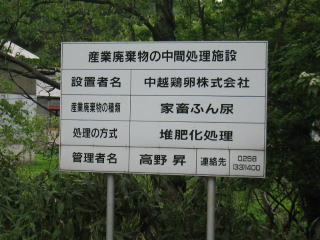 産業廃棄物の中間処理施設
設置者名 中越鶏卵株式会社
産業廃棄物の種類 家畜ふん尿
処理の方式 堆肥化処理
管理者名 高野 昇 連絡先 0258